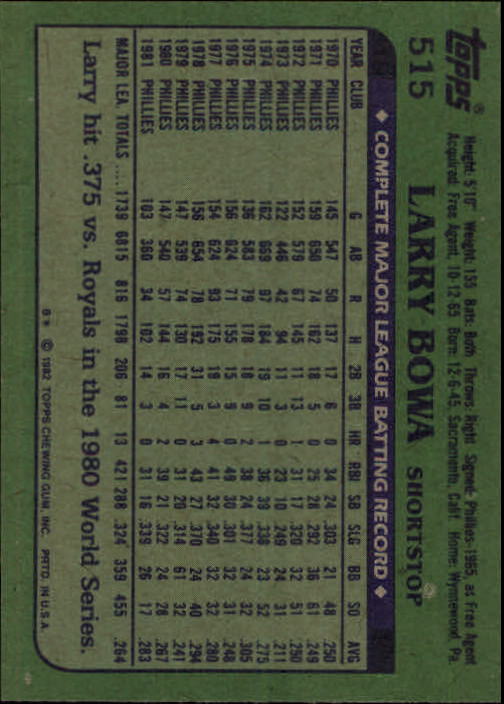 topps®
Height: 5'10" Weight: 155 Bats: Both Throws: Right Signed: Phillies-1965, as Free Agent
Acquired: Free Agent, 10-12-65 Born: 12-6-45, Sacramento, Calif. Home: Wynnewood, Pa.
515 LARRY BOWA SHORTSTOP
◆ COMPLETE MAJOR LEAGUE BATTING RECORD ◆
YEAR CLUB G AB R H 2B 3B HR RBI SB SLG BB SO AVG
1970 PHILLIES 145 547 50 137 17 6 0 34 24 .303 21 48 .250
1971 PHILLIES 159 650 74 162 18 5 0 25 28 .292 36 61 .249
1972 PHILLIES 152 579 67 145 11 13 1 31 17 .320 32 51 .250
1973 PHILLIES 122 446 42 94 11 3 0 23 10 .249 24 31 .211
1974 PHILLIES 162 669 97 184 19 10 1 36 39 .338 23 52 .275
1975 PHILLIES 136 583 79 178 18 9 2 38 24 .377 24 32 .305
1976 PHILLIES 156 624 71 155 15 9 0 49 30 .301 32 31 .248
1977 PHILLIES 154 624 93 175 19 3 4 41 32 .340 32 32 .280
1978 PHILLIES 156 654 78 192 31 5 3 43 27 .370 24 40 .294
1979 PHILLIES 147 539 74 130 17 11 0 31 20 .314 61 32 .241
1980 PHILLIES 147 540 57 144 16 4 2 39 21 .322 24 28 .267
1981 PHILLIES 103 360 34 102 14 3 0 31 16 .339 26 17 .283
MAJOR LEA. TOTALS .... 1739 6815 816 1798 206 81 13 421 288 .324 359 455 .264
Larry hit .375 vs. Royals in the 1980 World Series.
© 1982 TOPPS CHEWING GUM, INC. PRTD. IN U.S.A.